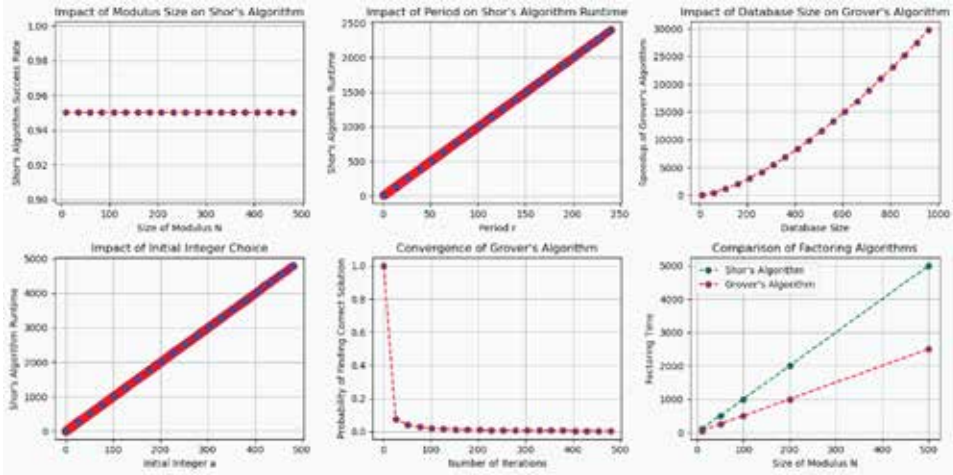 Impact of Modulus Size on Shor's Algorithm
Shor's Algorithm Success Rate
1.00
0.98
0.96
0.94
0.92
0.90
0 100 200 300 400 500
Size of Modulus N
Impact of Period on Shor's Algorithm Runtime
Shor's Algorithm Runtime
2500
2000
1500
1000
500
0
0 50 100 150 200 250
Period r
Impact of Database Size on Grover's Algorithm
Speedup of Grover's Algorithm
30000
25000
20000
15000
10000
5000
0
0 200 400 600 800 1000
Database Size
Impact of Initial Integer Choice
Shor's Algorithm Runtime
5000
4000
3000
2000
1000
0
0 100 200 300 400 500
Initial Integer a
Convergence of Grover's Algorithm
Probability of Finding Correct Solution
1.0
0.8
0.6
0.4
0.2
0.0
0 100 200 300 400 500
Number of Iterations
Comparison of Factoring Algorithms
Factoring Time
5000
4000
3000
2000
1000
0
Shor's Algorithm
Grover's Algorithm
0 100 200 300 400 500
Size of Modulus N